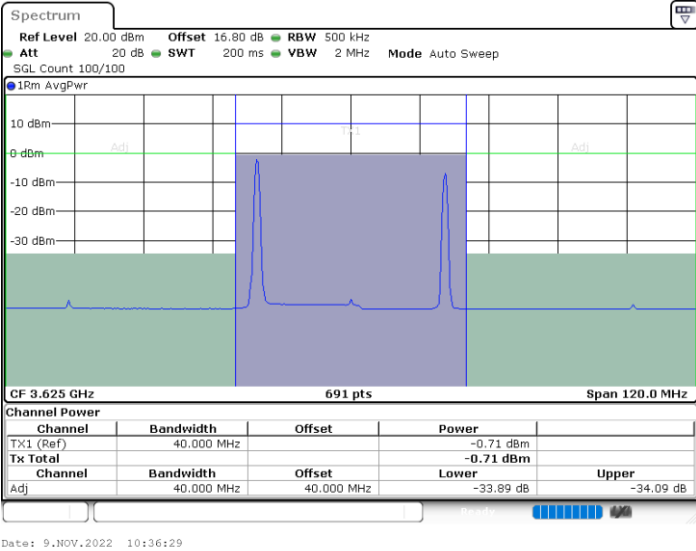 Spectrum
Ref Level 20.00 dBm Offset 16.80 dB RBW 500 kHz
Att 20 dB SWT 200 ms VBW 2 MHz Mode Auto Sweep
SGL Count 100/100
1Rm AvgPwr
10 dBm
TX1
Adj Adj
0 dBm
-10 dBm
-20 dBm
-30 dBm
CF 3.625 GHz 691 pts Span 120.0 MHz
Channel Power
Channel Bandwidth Offset Power
TX1 (Ref) 40.000 MHz -0.71 dBm
Tx Total -0.71 dBm
Channel Bandwidth Offset Lower Upper
Adj 40.000 MHz 40.000 MHz -33.89 dB -34.09 dB
Ready
Date: 9.NOV.2022 10:36:29